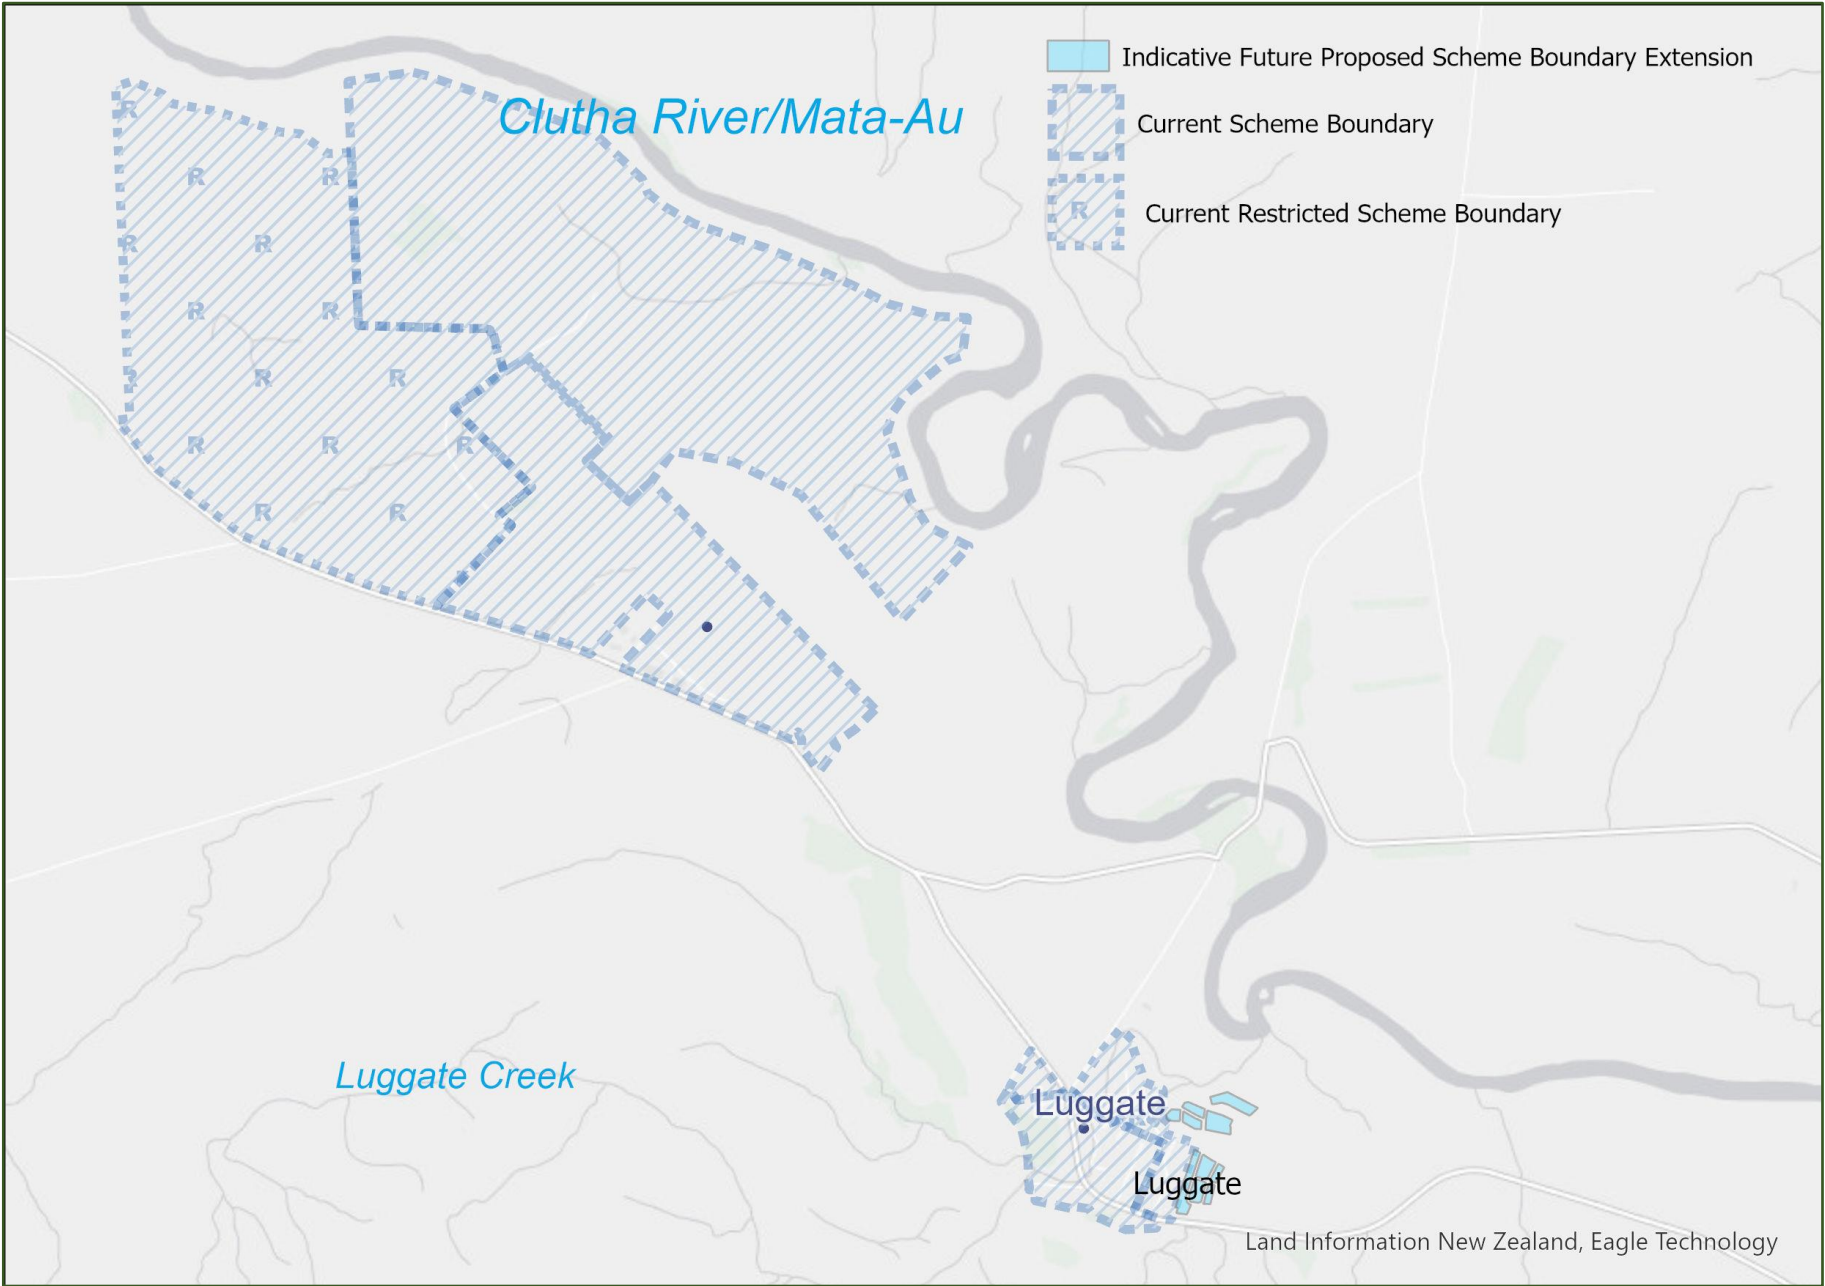 Indicative Future Proposed Scheme Boundary Extension
Clutha River/Mata-Au
Current Scheme Boundary
R
Current Restricted Scheme Boundary
R
R R
R R
R R
R R R
R R R
R R
R
Luggate Creek
Luggate
Luggate
Land Information New Zealand, Eagle Technology